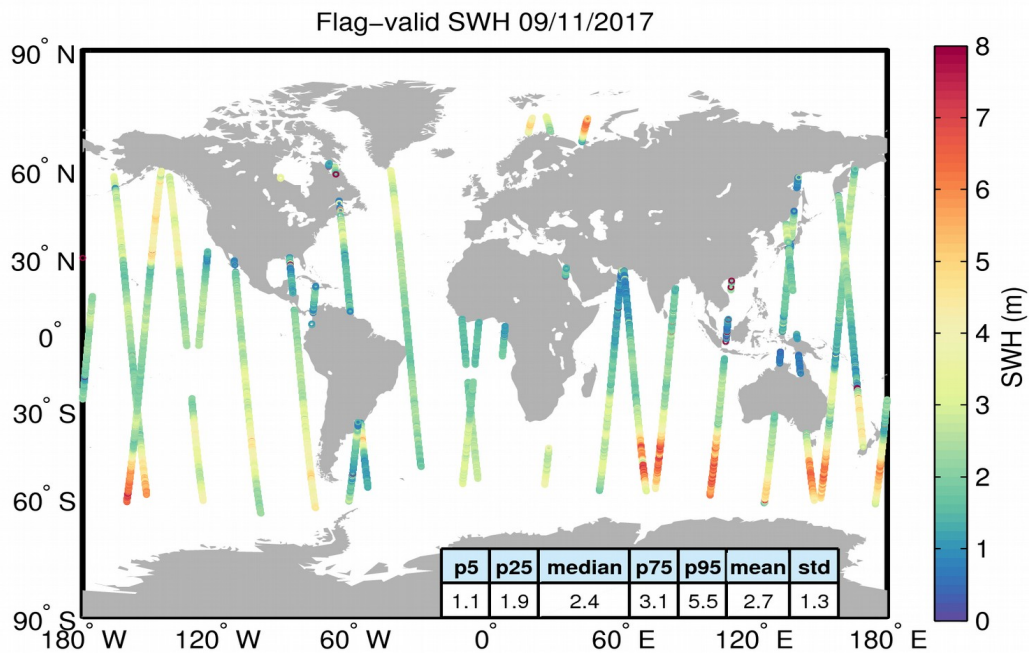 Flag−valid SWH 09/11/2017
90° N
60° N
30° N
0°
30° S
60° S
90° S
180° W
120° W
60° W
0°
60° E
120° E
180° E
8
7
6
5
4
3
2
1
0
SWH (m)
p5 p25 median p75 p95 mean std
1.1 1.9 2.4 3.1 5.5 2.7 1.3